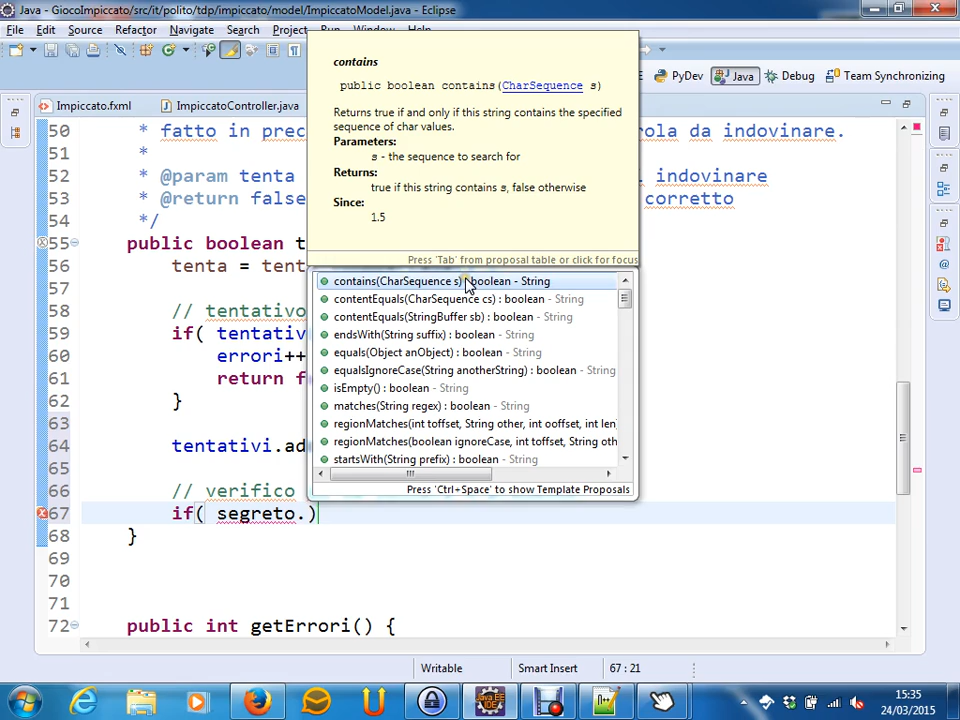 Java - GiocoImpiccato/src/it/polito/tdp/impiccato/model/ImpiccatoModel.java - Eclipse
File Edit Source Refactor Navigate Search Project Run Window Help
PyDev Java Debug Team Synchronizing
Impiccato.fxml ImpiccatoController.java
contains
public boolean contains(CharSequence s)
Returns true if and only if this string contains the specified
sequence of char values.
Parameters:
s - the sequence to search for
Returns:
true if this string contains s, false otherwise
Since:
1.5
Press 'Tab' from proposal table or click for focus
50 * fatto in prec rola da indovinare.
51 *
52 * @param tenta indovinare
53 * @return false corretto
54 */
55 public boolean t
56 tenta = tent
57
58 // tentativo
59 if( tentativ
60 errori++
61 return f
62 }
63
64 tentativi.ad
65
66 // verifico
67 if( segreto.)
68 }
69
70
71
72 public int getErrori() {
contains(CharSequence s) : boolean - String
contentEquals(CharSequence cs) : boolean - String
contentEquals(StringBuffer sb) : boolean - String
endsWith(String suffix) : boolean - String
equals(Object anObject) : boolean - String
equalsIgnoreCase(String anotherString) : boolean - String
isEmpty() : boolean - String
matches(String regex) : boolean - String
regionMatches(int toffset, String other, int ooffset, int len)
regionMatches(boolean ignoreCase, int toffset, String oth
startsWith(String prefix) : boolean - String
Press 'Ctrl+Space' to show Template Proposals
Writable Smart Insert 67 : 21
15:35
24/03/2015